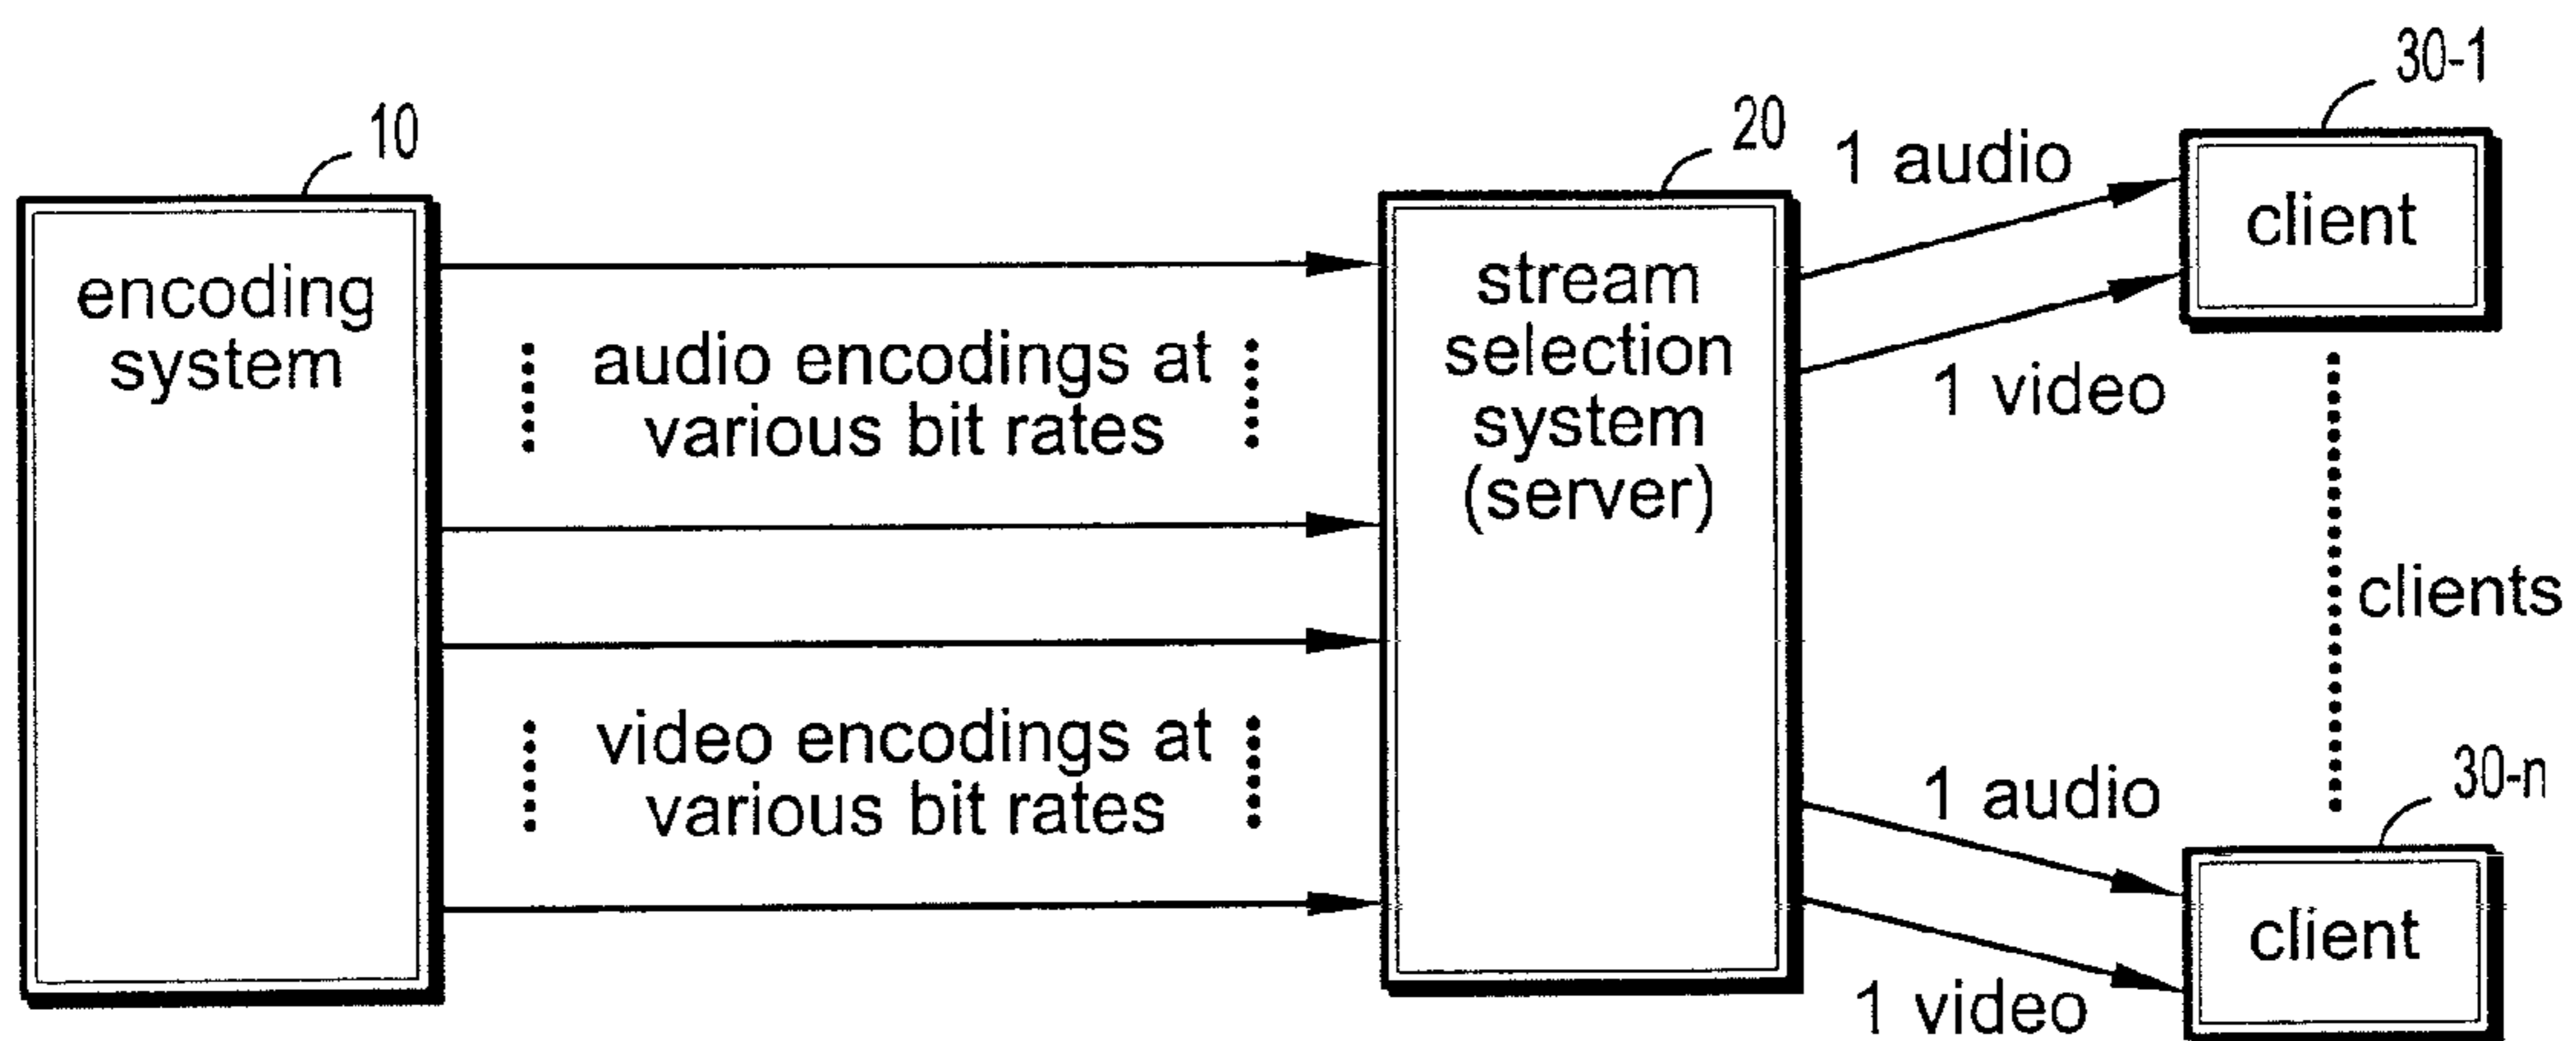 10
encoding
system
audio encodings at
various bit rates
video encodings at
various bit rates
20
stream
selection
system
(server)
1 audio
1 video
30-1
client
clients
1 audio
1 video
30-n
client